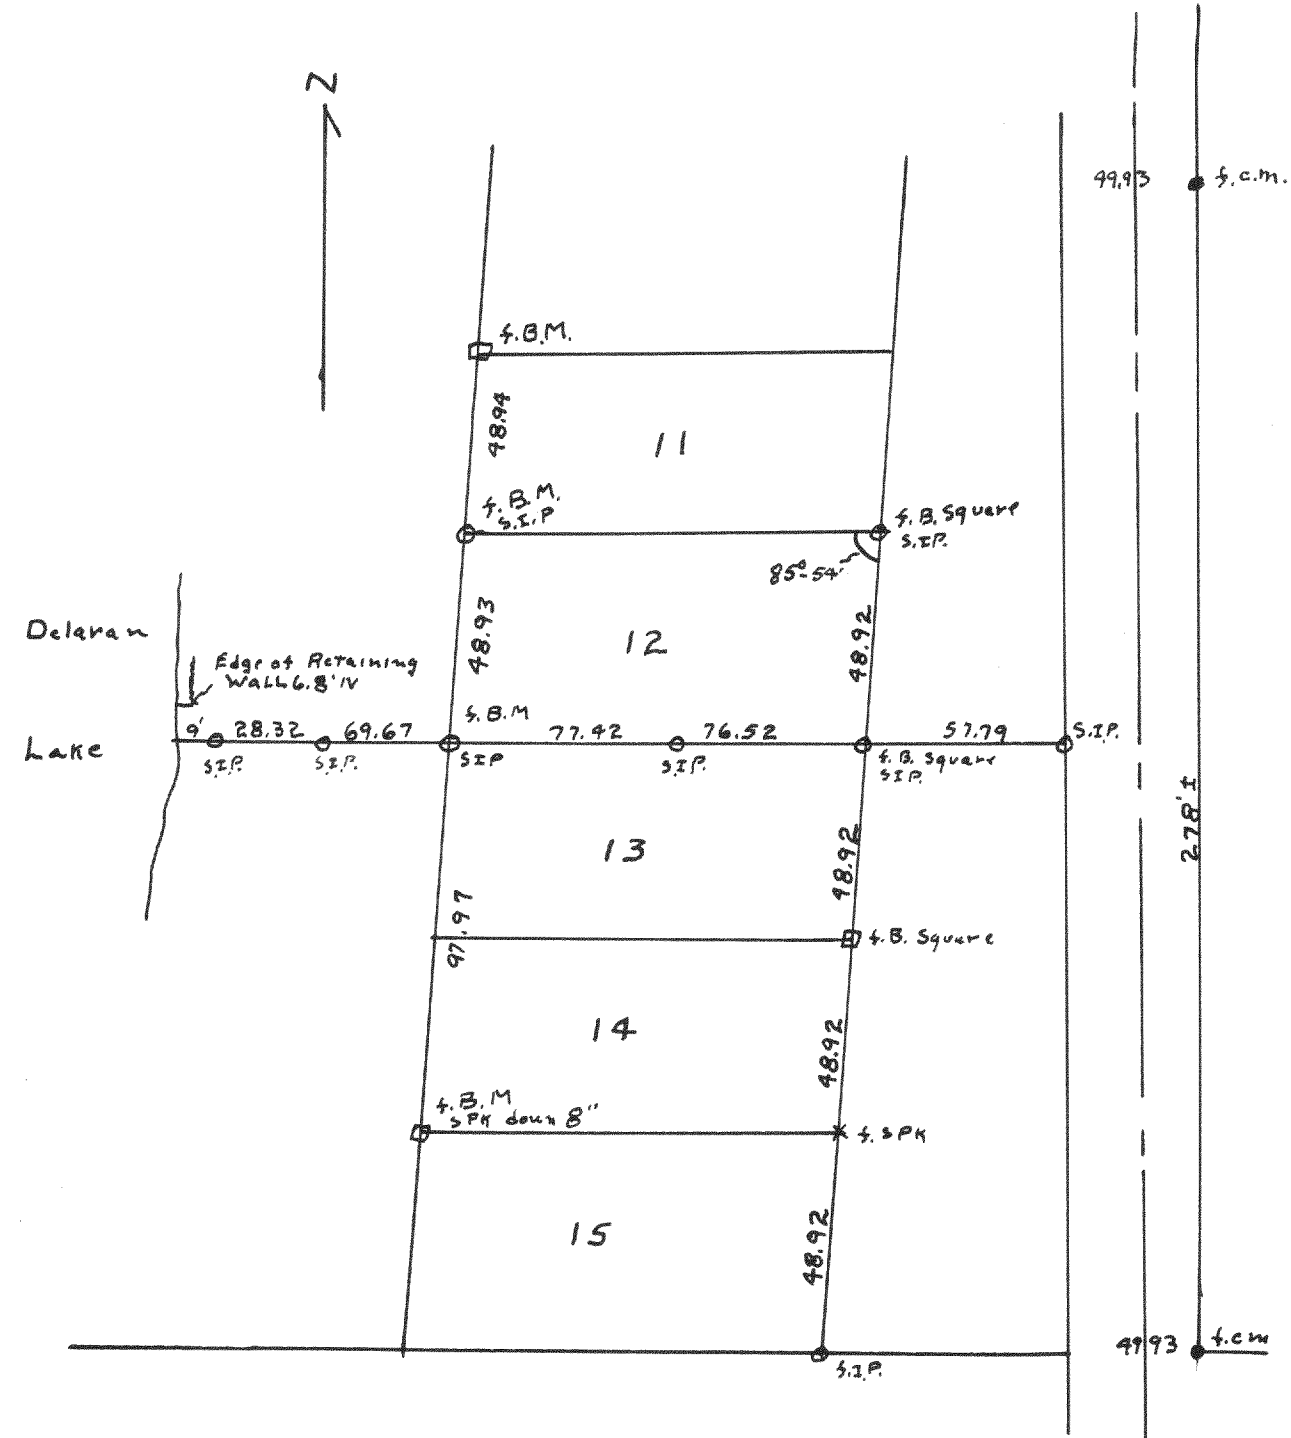 N
49.93 f.c.m.
f.B.M.
48.94
11
f.B.M.
S.I.P
f.B. Square
S.I.P.
85°-54'
48.93
12
48.92
Delavan
Edge of Retaining
Wall 6.8' W
Lake
9' 28.32 69.67
f.B.M
77.42 76.52 57.79 S.I.P.
S.I.P. S.I.P. S I P S.I.P.
f.B. Square
S I P.
278'±
13
48.92
97.97
f.B. Square
14
48.92
f.B.M
SPK down 8"
f. SPK
15
48.92
49.93 f.c m
S.I.P.